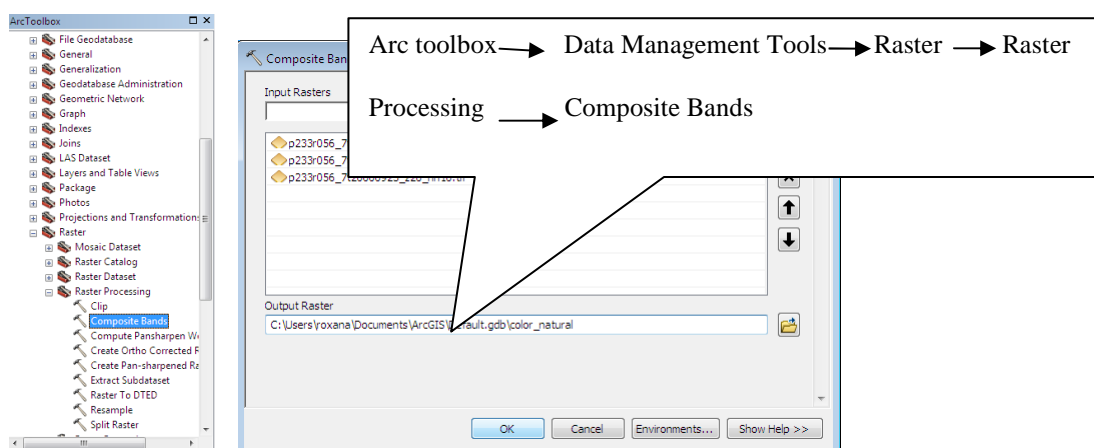 ArcToolbox
File Geodatabase
General
Generalization
Geodatabase Administration
Geometric Network
Graph
Indexes
Joins
LAS Dataset
Layers and Table Views
Package
Photos
Projections and Transformations
Raster
Mosaic Dataset
Raster Catalog
Raster Dataset
Raster Processing
Clip
Composite Bands
Compute Pansharpen We
Create Ortho Corrected R
Create Pan-sharpened Ra
Extract Subdataset
Raster To DTED
Resample
Split Raster
Composite Ban
Input Rasters
p233r056_7
p233r056_7
Output Raster
C:\Users\roxana\Documents\ArcGIS\Default.gdb\color_natural
OK Cancel Environments... Show Help >>
Arc toolbox Data Management Tools Raster Raster
Processing Composite Bands